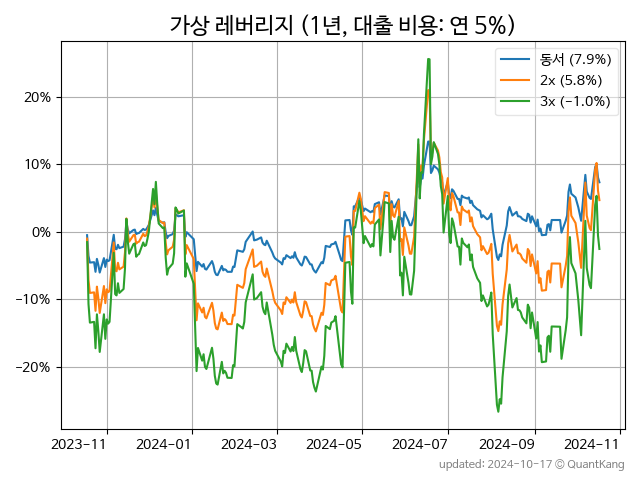 가상 레버리지 (1년, 대출 비용: 연 5%)
동서 (7.9%)
2x (5.8%)
3x (−1.0%)
20%
10%
0%
−10%
−20%
2023-11
2024-01
2024-03
2024-05
2024-07
2024-09
2024-11
updated: 2024-10-17 © QuantKang